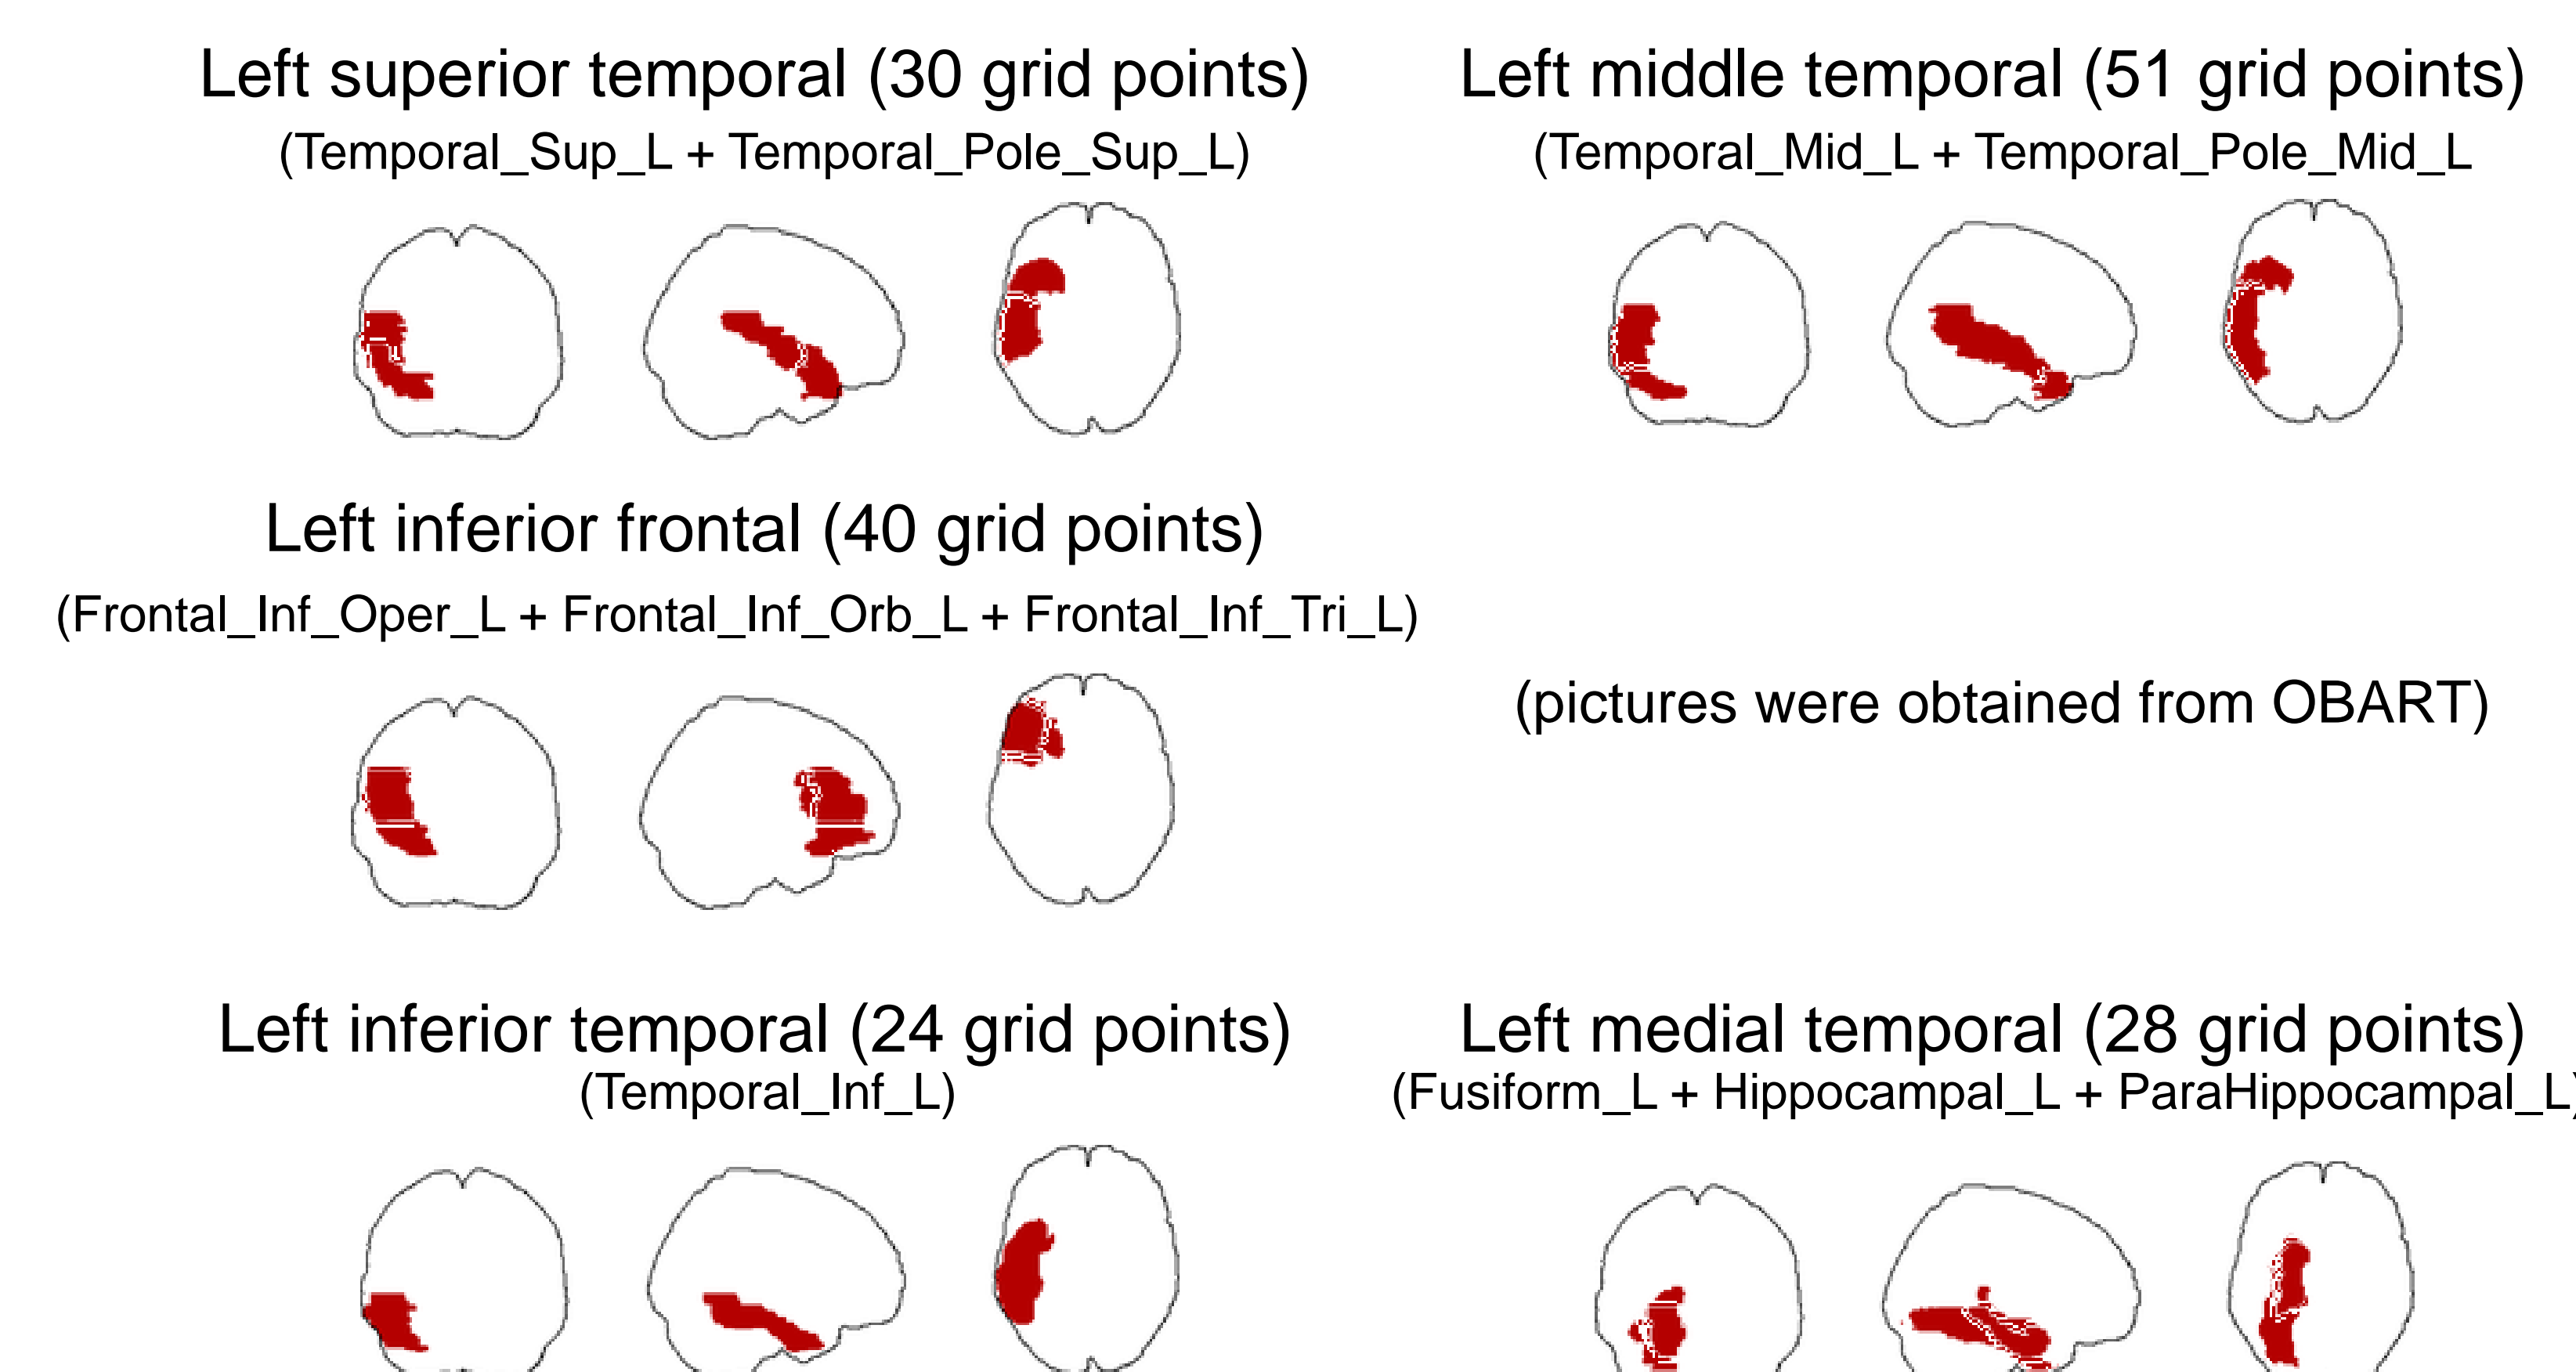 Left superior temporal (30 grid points)
(Temporal_Sup_L + Temporal_Pole_Sup_L)
Left middle temporal (51 grid points)
(Temporal_Mid_L + Temporal_Pole_Mid_L
Left inferior frontal (40 grid points)
(Frontal_Inf_Oper_L + Frontal_Inf_Orb_L + Frontal_Inf_Tri_L)
(pictures were obtained from OBART)
Left inferior temporal (24 grid points)
(Temporal_Inf_L)
Left medial temporal (28 grid points)
(Fusiform_L + Hippocampal_L + ParaHippocampal_L)